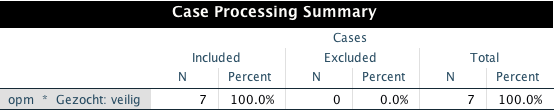 Case Processing Summary
Cases
Included Excluded Total
N Percent N Percent N Percent
opm * Gezocht: veilig 7 100.0% 0 0.0% 7 100.0%